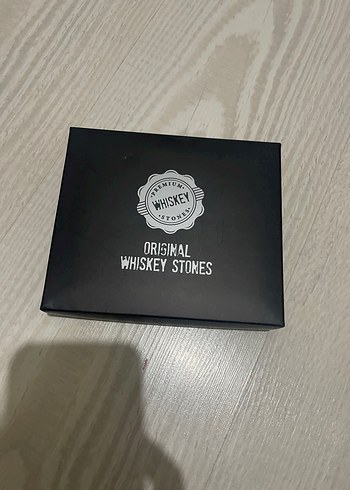 PREMIUM
WHISKEY
STONES
ORIGINAL
WHISKEY STONES